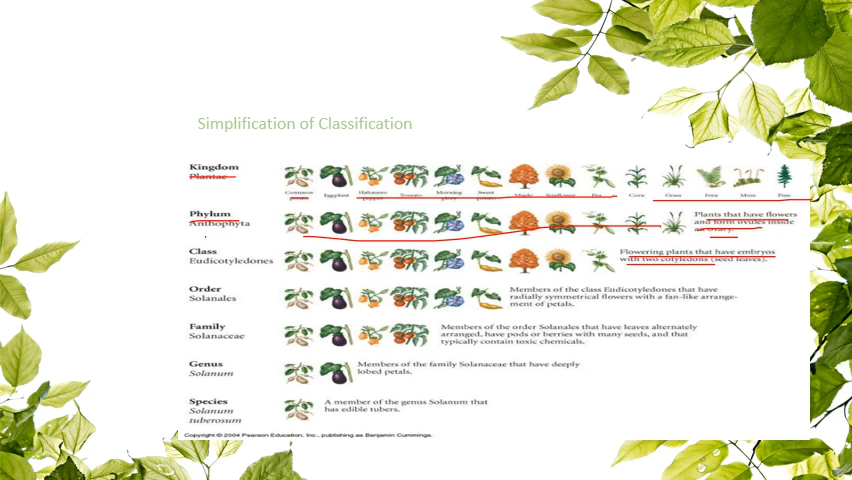 Simplification of Classification
Kingdom
Plantae
Common potato Eggplant Habanero pepper Tomato Morning glory Sweet potato Maple Sunflower Pea Corn Grass Fern Moss Pine
Phylum
Anthophyta
Plants that have flowers
and form ovules inside
an ovary.
Class
Eudicotyledones
Flowering plants that have embryos
with two cotyledons (seed leaves).
Order
Solanales
Members of the class Eudicotyledones that have
radially symmetrical flowers with a fan-like arrange-
ment of petals.
Family
Solanaceae
Members of the order Solanales that have leaves alternately
arranged, have pods or berries with many seeds, and that
typically contain toxic chemicals.
Genus
Solanum
Members of the family Solanaceae that have deeply
lobed petals.
Species
Solanum
tuberosum
A member of the genus Solanum that
has edible tubers.
Copyright © 2004 Pearson Education, Inc., publishing as Benjamin Cummings.